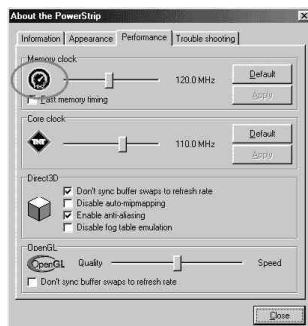 About the PowerStrip
Information Appearance Performance Trouble shooting
Memory clock
120.0 MHz
Default
Apply
Fast memory timing
Core clock
TNT
110.0 MHz
Default
Apply
Direct3D
Don't sync buffer swaps to refresh rate
Disable auto-mipmapping
Enable anti-aliasing
Disable fog table emulation
OpenGL
OpenGL Quality Speed
Don't sync buffer swaps to refresh rate
Close